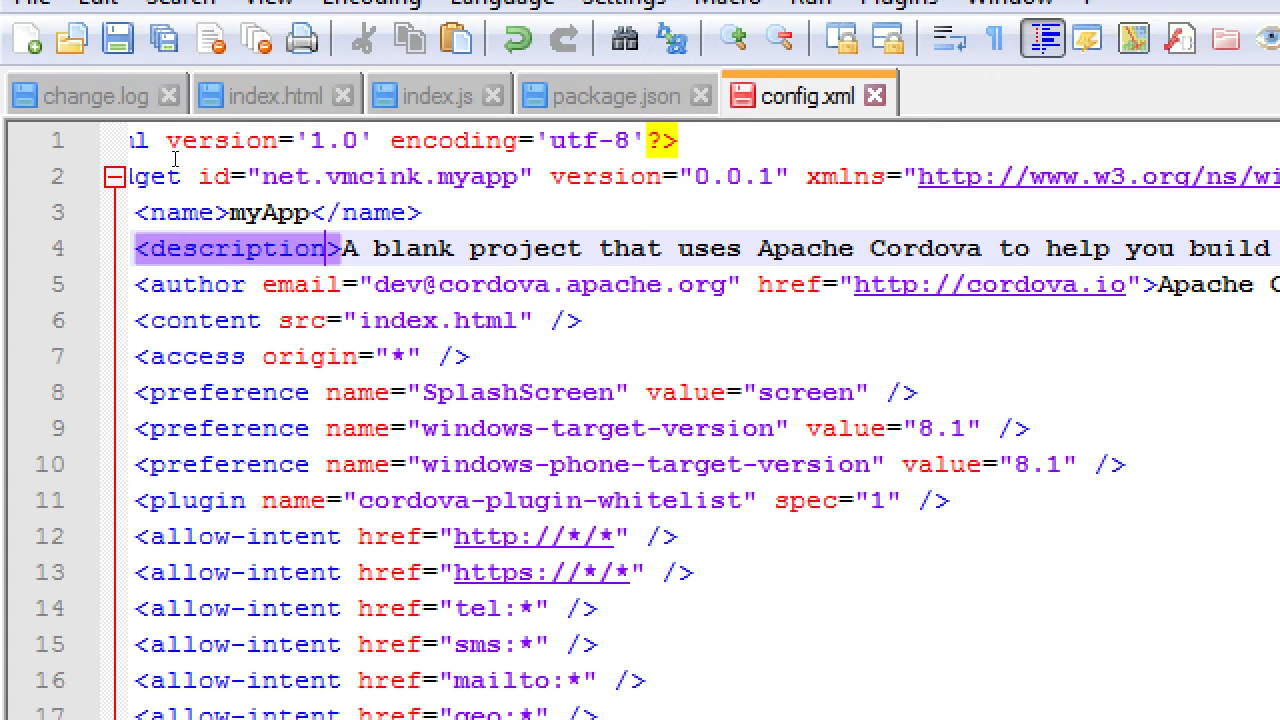 Encoding Language Settings Macro Run Plugins Window
change.log index.html index.js package.json config.xml
1 version='1.0' encoding='utf-8'?>
2 id="net.vmcink.myapp" version="0.0.1" xmlns="http://www.w3.org/ns/wi
3 <name>myApp</name>
4 <description>A blank project that uses Apache Cordova to help you build
5 <author email="dev@cordova.apache.org" href="http://cordova.io">Apache C
6 <content src="index.html" />
7 <access origin="*" />
8 <preference name="SplashScreen" value="screen" />
9 <preference name="windows-target-version" value="8.1" />
10 <preference name="windows-phone-target-version" value="8.1" />
11 <plugin name="cordova-plugin-whitelist" spec="1" />
12 <allow-intent href="http://*/*" />
13 <allow-intent href="https://*/*" />
14 <allow-intent href="tel:*" />
15 <allow-intent href="sms:*" />
16 <allow-intent href="mailto:*" />
17 <allow-intent href="geo:*" />